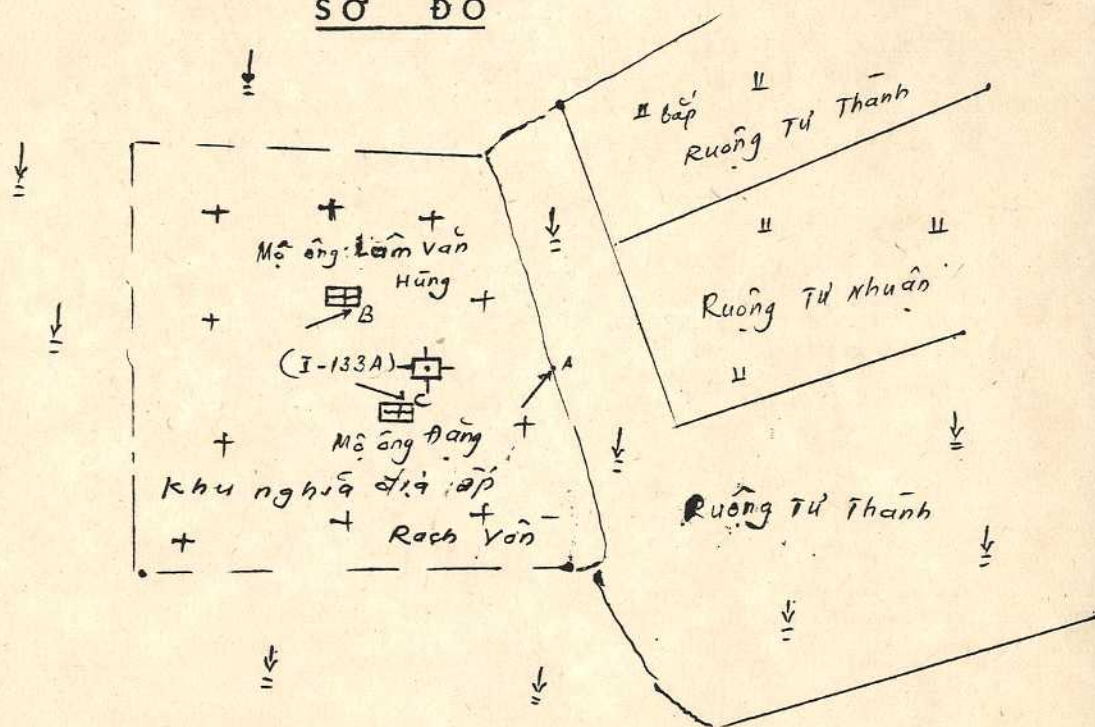 SƠ ĐỒ
bắp
Ruộng Tư Thành
Mộ ông: Lâm Văn
Hùng
B
Ruộng Tư Nhuận
(I-133A)
A
C
Mộ ông Đặng
Khu nghĩa địa ấp
Rạch Vồn
Ruộng Tư Thành